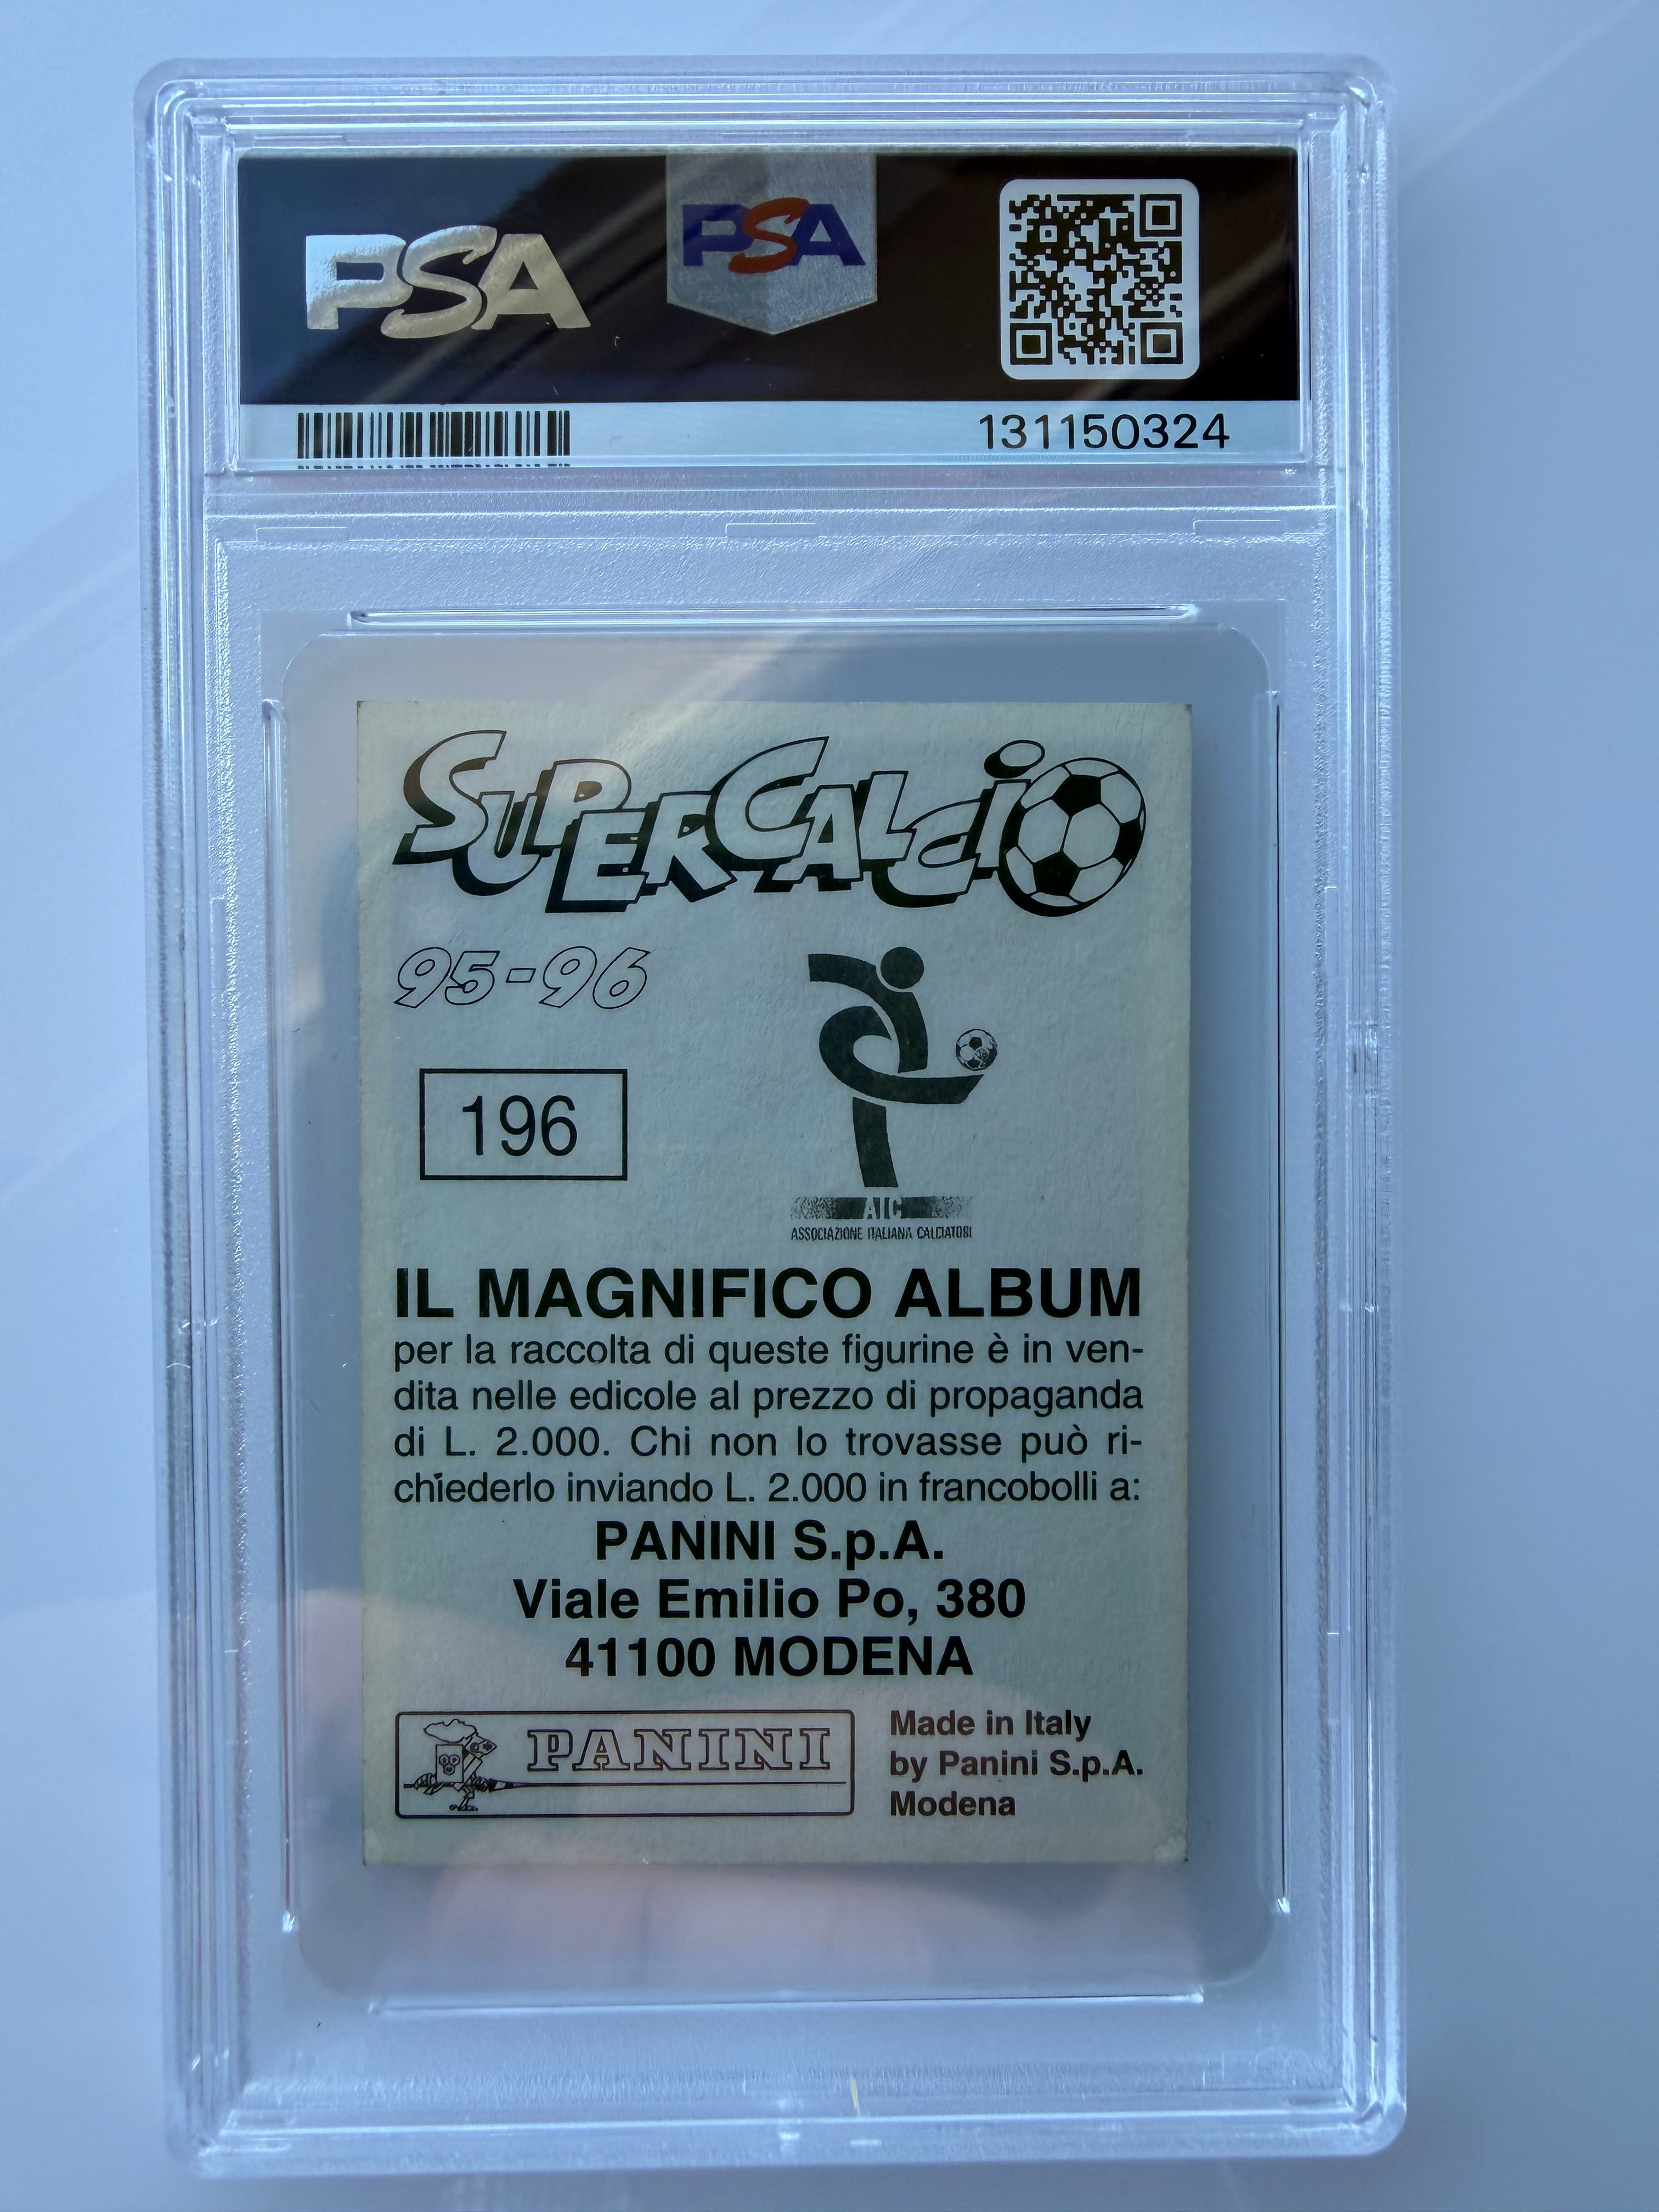 PSA
PSA
131150324
SUPERCALCIO
95-96
196
AIC
ASSOCIAZIONE ITALIANA CALCIATORI
IL MAGNIFICO ALBUM
per la raccolta di queste figurine è in ven-
dita nelle edicole al prezzo di propaganda
di L. 2.000. Chi non lo trovasse può ri-
chiederlo inviando L. 2.000 in francobolli a:
PANINI S.p.A.
Viale Emilio Po, 380
41100 MODENA
PANINI
Made in Italy
by Panini S.p.A.
Modena